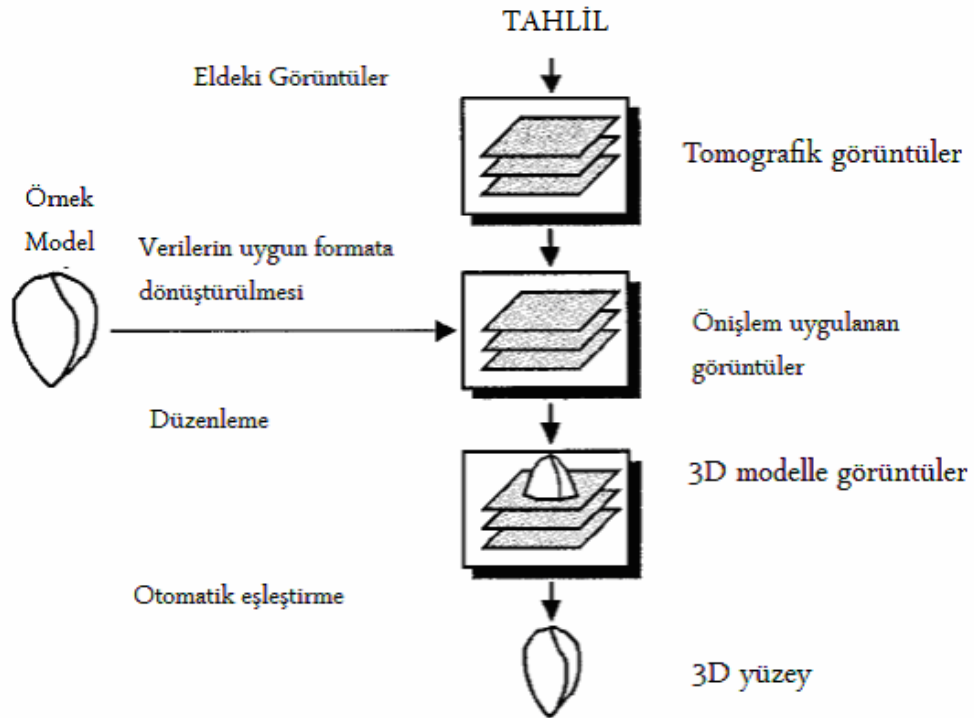 TAHLİL
Eldeki Görüntüler
Tomografik görüntüler
Örnek
Model
Verilerin uygun formata
dönüştürülmesi
Önişlem uygulanan
görüntüler
Düzenleme
3D modelle görüntüler
Otomatik eşleştirme
3D yüzey